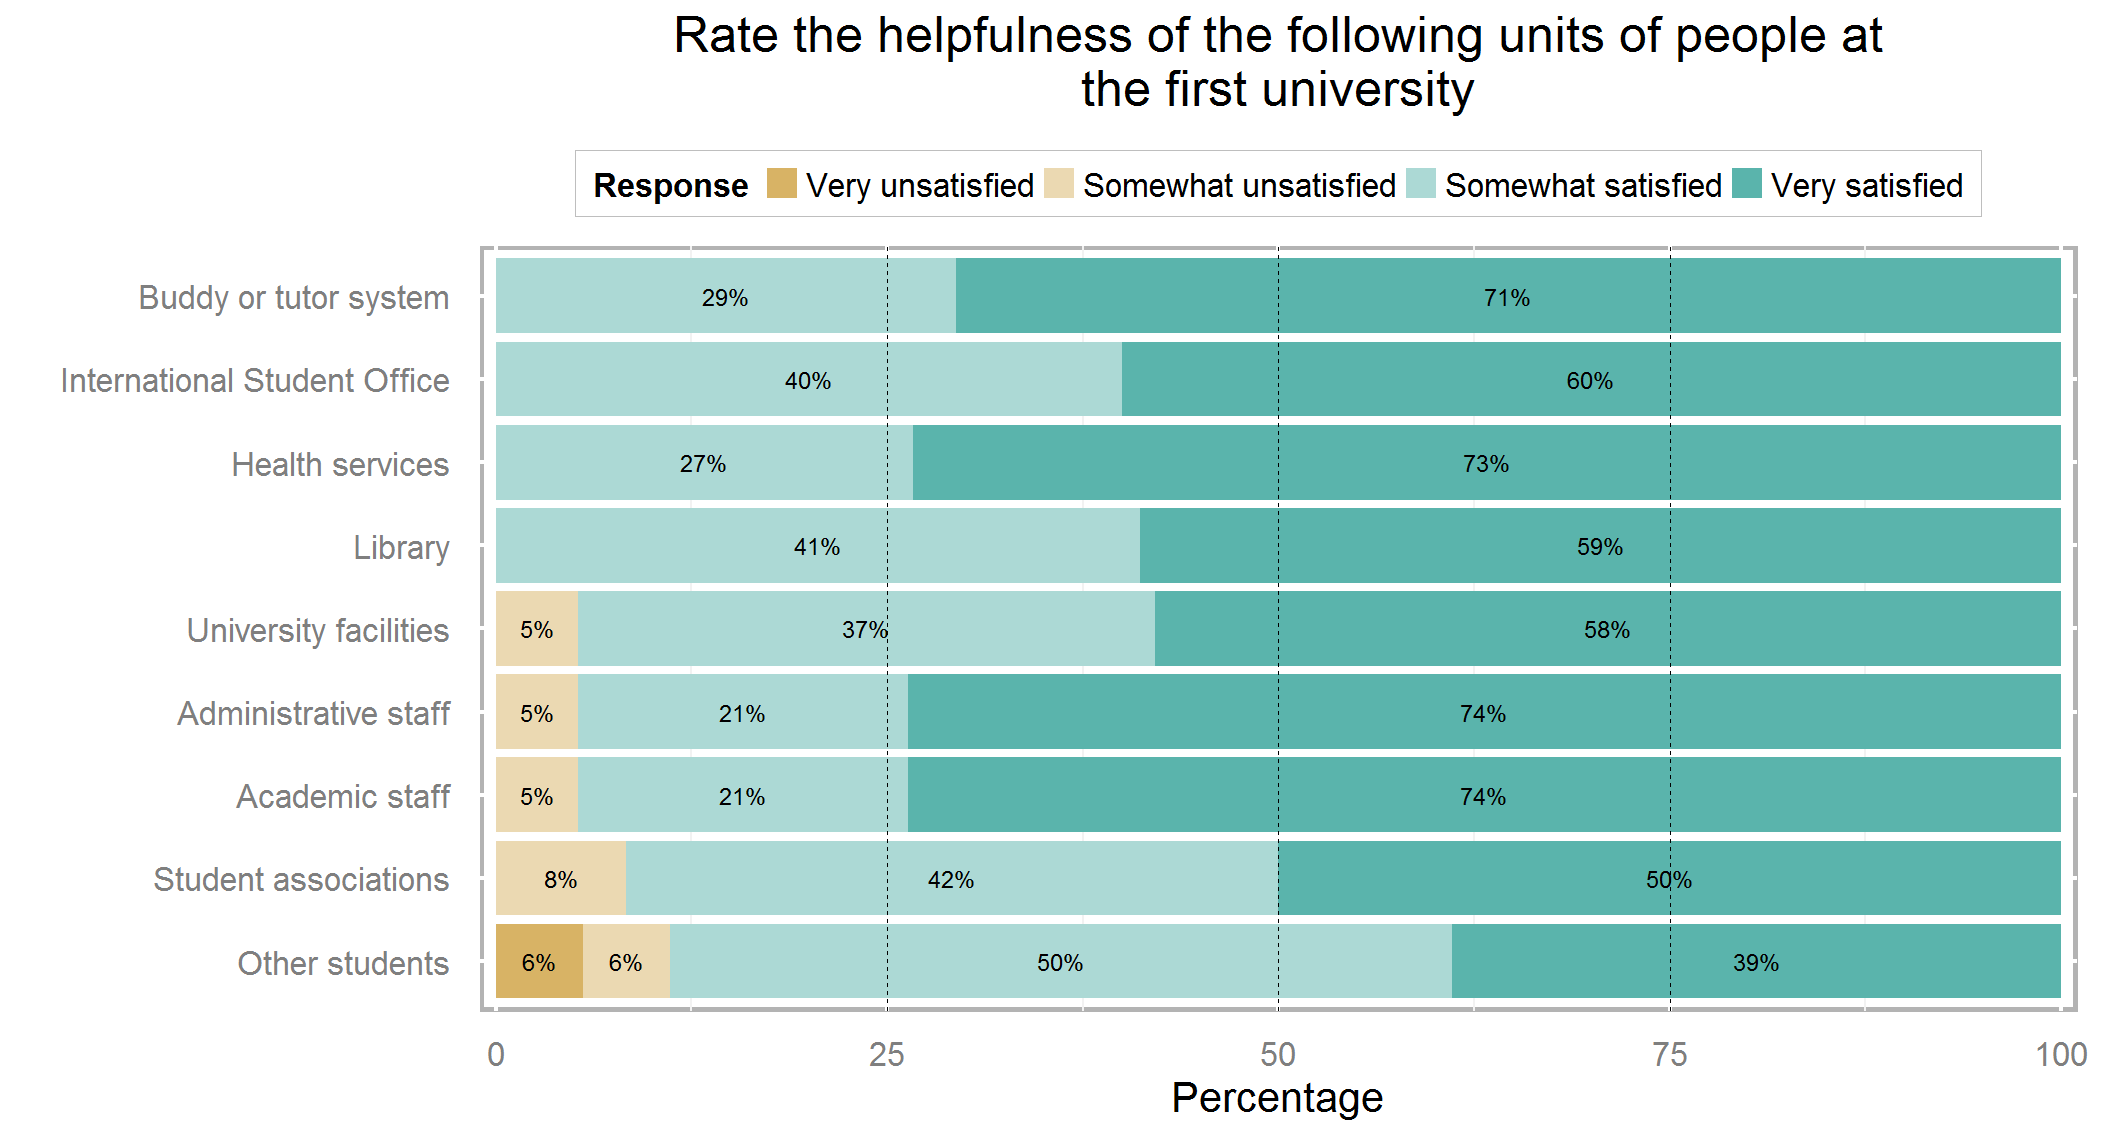 Rate the helpfulness of the following units of people at
the first university
Response Very unsatisfied Somewhat unsatisfied Somewhat satisfied Very satisfied
Buddy or tutor system 29% 71%
International Student Office 40% 60%
Health services 27% 73%
Library 41% 59%
University facilities 5% 37% 58%
Administrative staff 5% 21% 74%
Academic staff 5% 21% 74%
Student associations 8% 42% 50%
Other students 6% 6% 50% 39%
0 25 50 75 100
Percentage